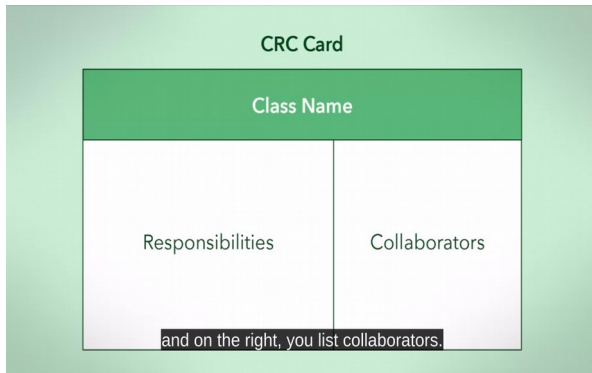 CRC Card
Class Name
Responsibilities
Collaborators
and on the right, you list collaborators.